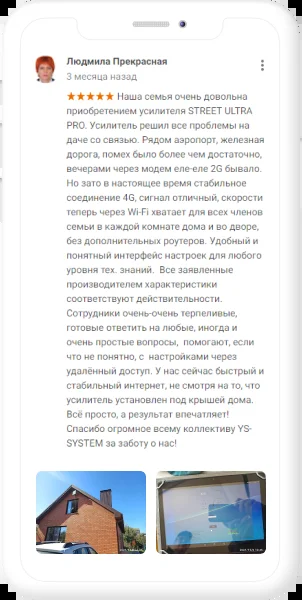 Людмила Прекрасная
3 месяца назад
★★★★★ Наша семья очень довольна
приобретением усилителя STREET ULTRA
PRO. Усилитель решил все проблемы на
даче со связью. Рядом аэропорт, железная
дорога, помех было более чем достаточно,
вечерами через модем еле-еле 2G бывало.
Но зато в настоящее время стабильное
соединение 4G, сигнал отличный, скорости
теперь через Wi-Fi хватает для всех членов
семьи в каждой комнате дома и во дворе,
без дополнительных роутеров. Удобный и
понятный интерфейс настроек для любого
уровня тех. знаний. Все заявленные
производителем характеристики
соответствуют действительности.
Сотрудники очень-очень терпеливые,
готовые ответить на любые, иногда и
очень простые вопросы, помогают, если
что не понятно, с настройками через
удалённый доступ. У нас сейчас быстрый и
стабильный интернет, не смотря на то, что
усилитель установлен под крышей дома.
Всё просто, а результат впечатляет!
Спасибо огромное всему коллективу YS-
SYSTEM за заботу о нас!